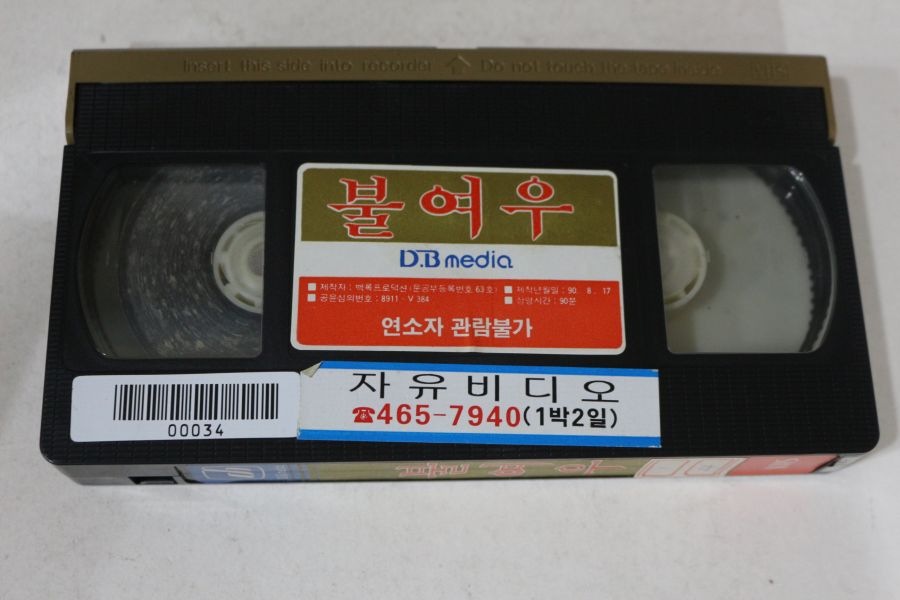 Insert this side into recorder Do not touch the tape inside VHS
불여우
D.B media
■ 제작자 : 백록프로덕션 (문공부등록번호 63호) ■ 제작년월일 : 90. 8. 17
■ 공윤심의번호 : 8911 - V 384 ■ 상영시간 : 90분
연소자 관람불가
자유비디오
☎465-7940(1박2일)
00034
불여우